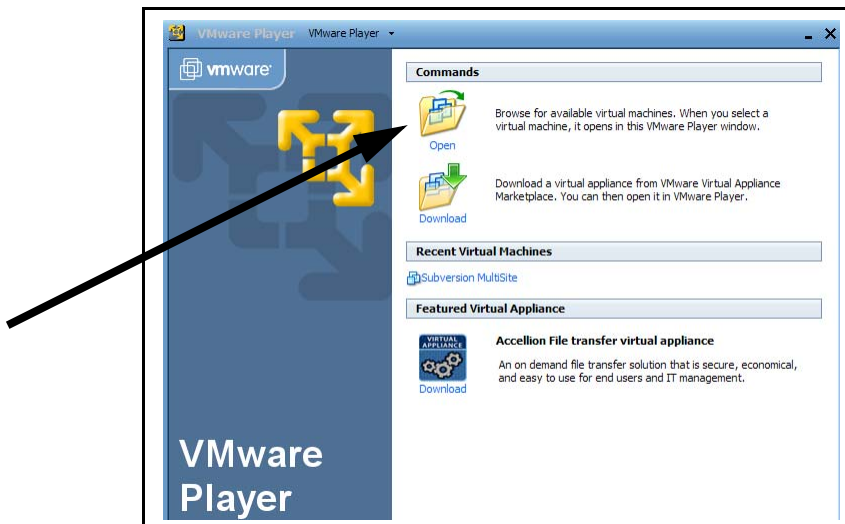 VMware Player VMware Player
vmware
Commands
Browse for available virtual machines. When you select a
virtual machine, it opens in this VMware Player window.
Open
Download a virtual appliance from VMware Virtual Appliance
Marketplace. You can then open it in VMware Player.
Download
Recent Virtual Machines
Subversion MultiSite
Featured Virtual Appliance
VIRTUAL
APPLIANCE
Accellion File transfer virtual appliance
An on demand file transfer solution that is secure, economical,
and easy to use for end users and IT management.
Download
VMware
Player